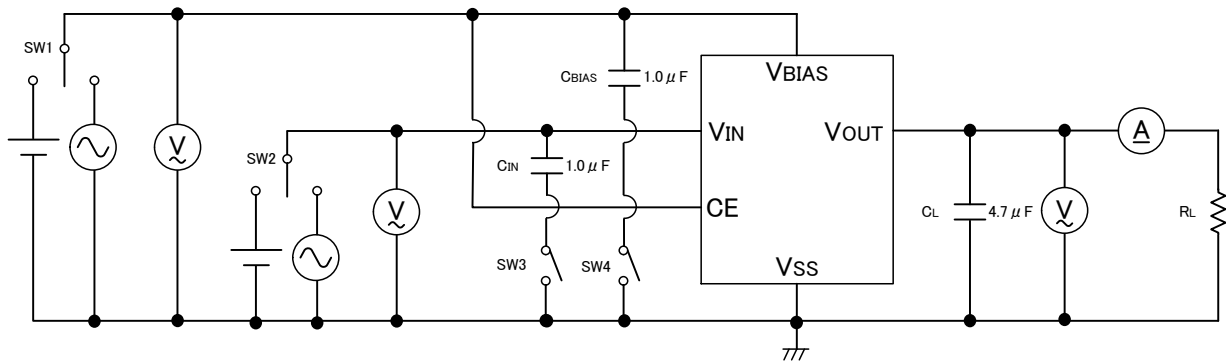 SW1
CBIAS
1.0μF
VBIAS
V
VIN
VOUT
A
SW2
CIN
1.0μF
V
CE
CL
4.7μF
V
RL
SW3
SW4
VSS